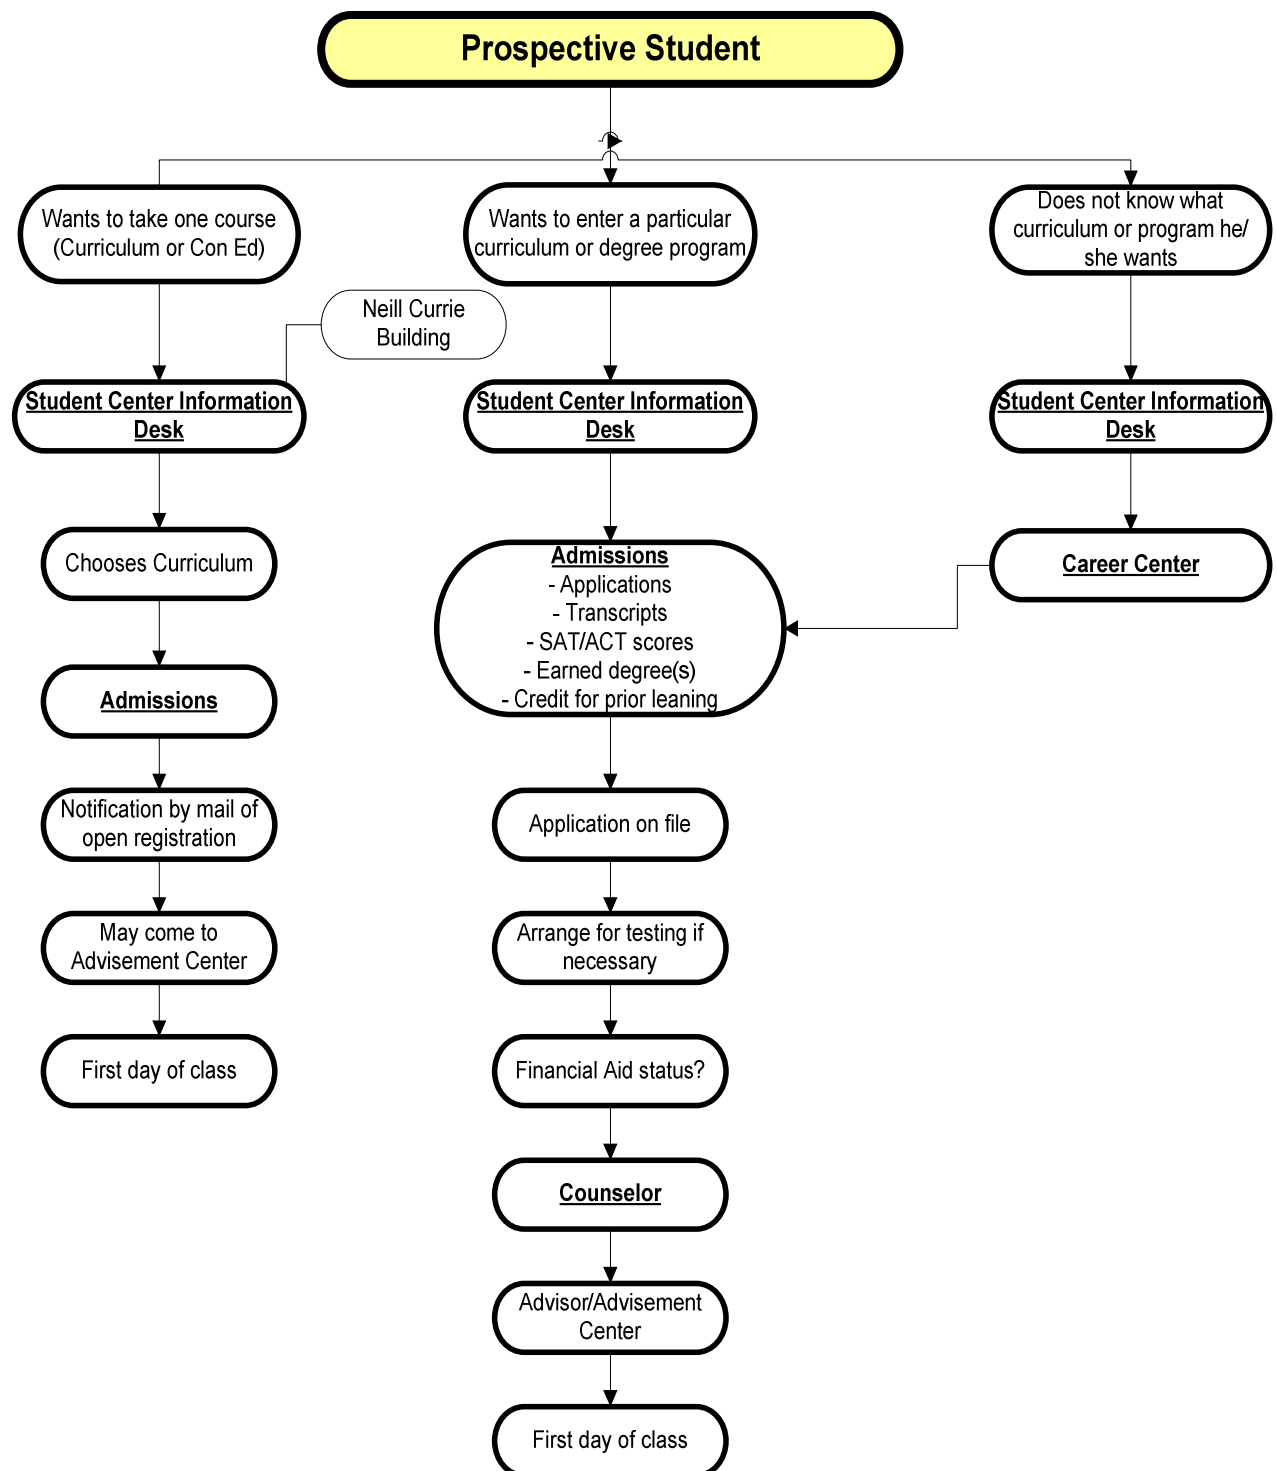 Prospective Student
Wants to take one course
(Curriculum or Con Ed)
Wants to enter a particular
curriculum or degree program
Does not know what
curriculum or program he/
she wants
Neill Currie
Building
Student Center Information
Desk
Student Center Information
Desk
Student Center Information
Desk
Chooses Curriculum
Admissions
- Applications
- Transcripts
- SAT/ACT scores
- Earned degree(s)
- Credit for prior leaning
Career Center
Admissions
Notification by mail of
open registration
Application on file
May come to
Advisement Center
Arrange for testing if
necessary
First day of class
Financial Aid status?
Counselor
Advisor/Advisement
Center
First day of class